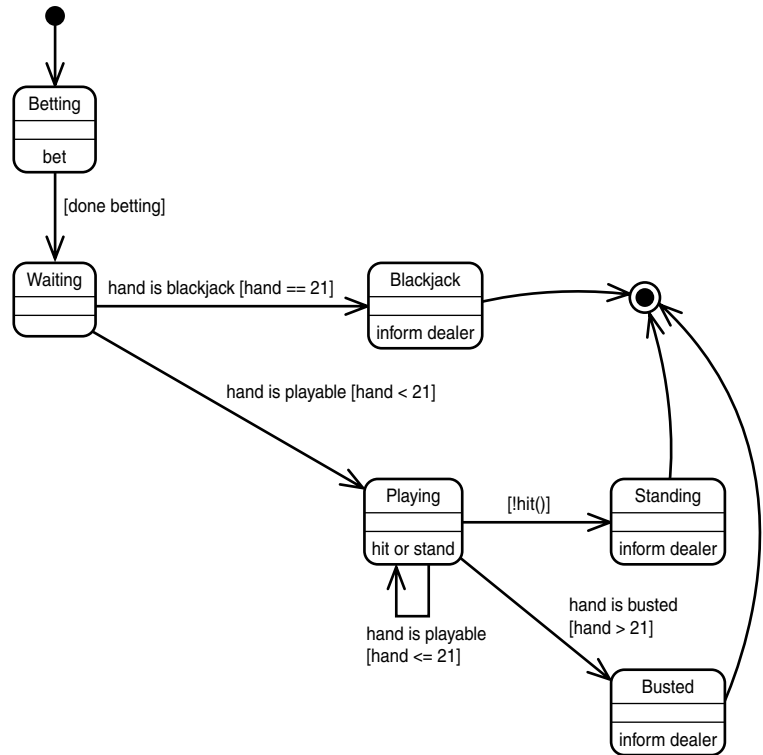 Betting
bet
[done betting]
Waiting
hand is blackjack [hand == 21]
Blackjack
inform dealer
hand is playable [hand < 21]
Playing
hit or stand
[!hit()]
Standing
inform dealer
hand is playable
[hand <= 21]
hand is busted
[hand > 21]
Busted
inform dealer